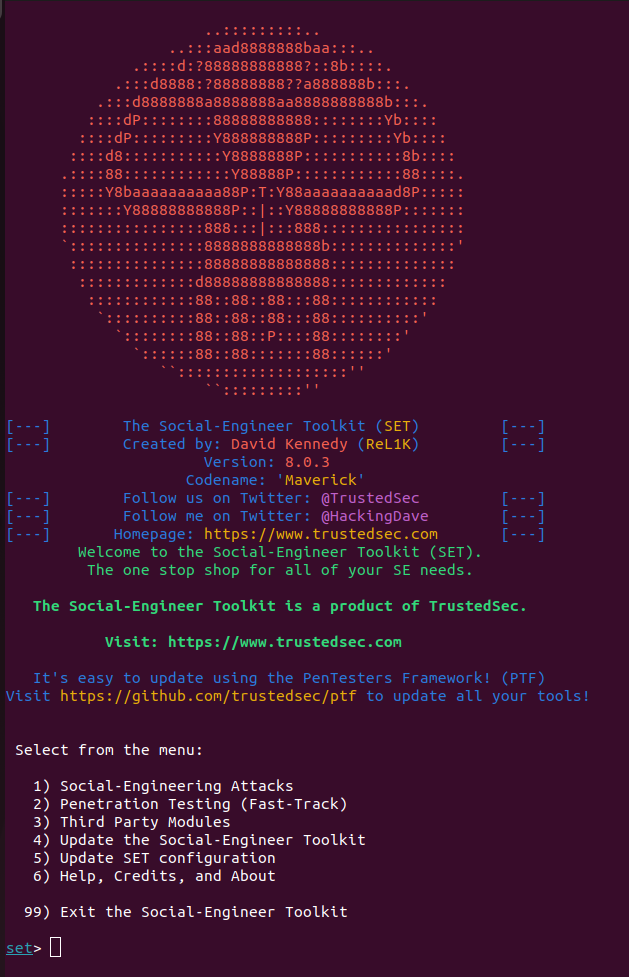 ..:::::::::..
..:::aad8888888baa:::..
.::::d:?88888888888?::8b::::.
.:::d8888:?88888888??a888888b:::.
.:::d8888888a8888888aa8888888888b:::.
::::dP::::::::88888888888::::::::Yb::::
::::dP:::::::::Y888888888P:::::::::Yb::::
::::d8:::::::::::Y8888888P:::::::::::8b::::
.::::88::::::::::::Y88888P::::::::::::88::::.
:::::Y8baaaaaaaaaa88P:T:Y88aaaaaaaaaad8P:::::
:::::::Y88888888888P::|::Y88888888888P:::::::
::::::::::::::::888:::|:::888::::::::::::::::
`:::::::::::::::8888888888888b::::::::::::::'
:::::::::::::::88888888888888::::::::::::::
:::::::::::::d88888888888888:::::::::::::
::::::::::::88::88::88:::88::::::::::::
`::::::::::88::88::88:::88::::::::::'
`::::::::88::88::P::::88::::::::'
`::::::88::88:::::::88::::::'
``:::::::::::::::::::''
``:::::::::''
[---] The Social-Engineer Toolkit (SET) [---]
[---] Created by: David Kennedy (ReL1K) [---]
Version: 8.0.3
Codename: 'Maverick'
[---] Follow us on Twitter: @TrustedSec [---]
[---] Follow me on Twitter: @HackingDave [---]
[---] Homepage: https://www.trustedsec.com [---]
Welcome to the Social-Engineer Toolkit (SET).
The one stop shop for all of your SE needs.
The Social-Engineer Toolkit is a product of TrustedSec.
Visit: https://www.trustedsec.com
It's easy to update using the PenTesters Framework! (PTF)
Visit https://github.com/trustedsec/ptf to update all your tools!
Select from the menu:
1) Social-Engineering Attacks
2) Penetration Testing (Fast-Track)
3) Third Party Modules
4) Update the Social-Engineer Toolkit
5) Update SET configuration
6) Help, Credits, and About
99) Exit the Social-Engineer Toolkit
set>